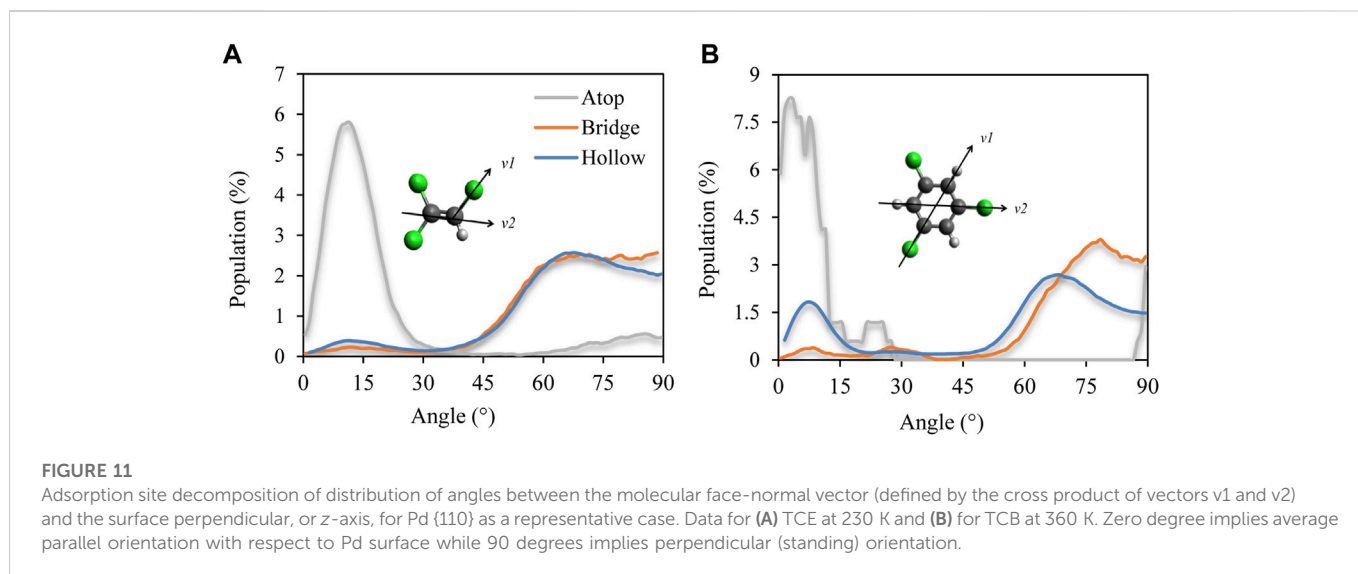 A
7
6
5
4
3
2
1
0
Population (%)
Atop
Bridge
Hollow
v1
v2
0 15 30 45 60 75 90
Angle (°)
B
9
7.5
6
4.5
3
1.5
0
Population (%)
v1
v2
0 15 30 45 60 75 90
Angle (°)
FIGURE 11
Adsorption site decomposition of distribution of angles between the molecular face-normal vector (defined by the cross product of vectors v1 and v2)
and the surface perpendicular, or z-axis, for Pd {110} as a representative case. Data for (A) TCE at 230 K and (B) for TCB at 360 K. Zero degree implies average
parallel orientation with respect to Pd surface while 90 degrees implies perpendicular (standing) orientation.